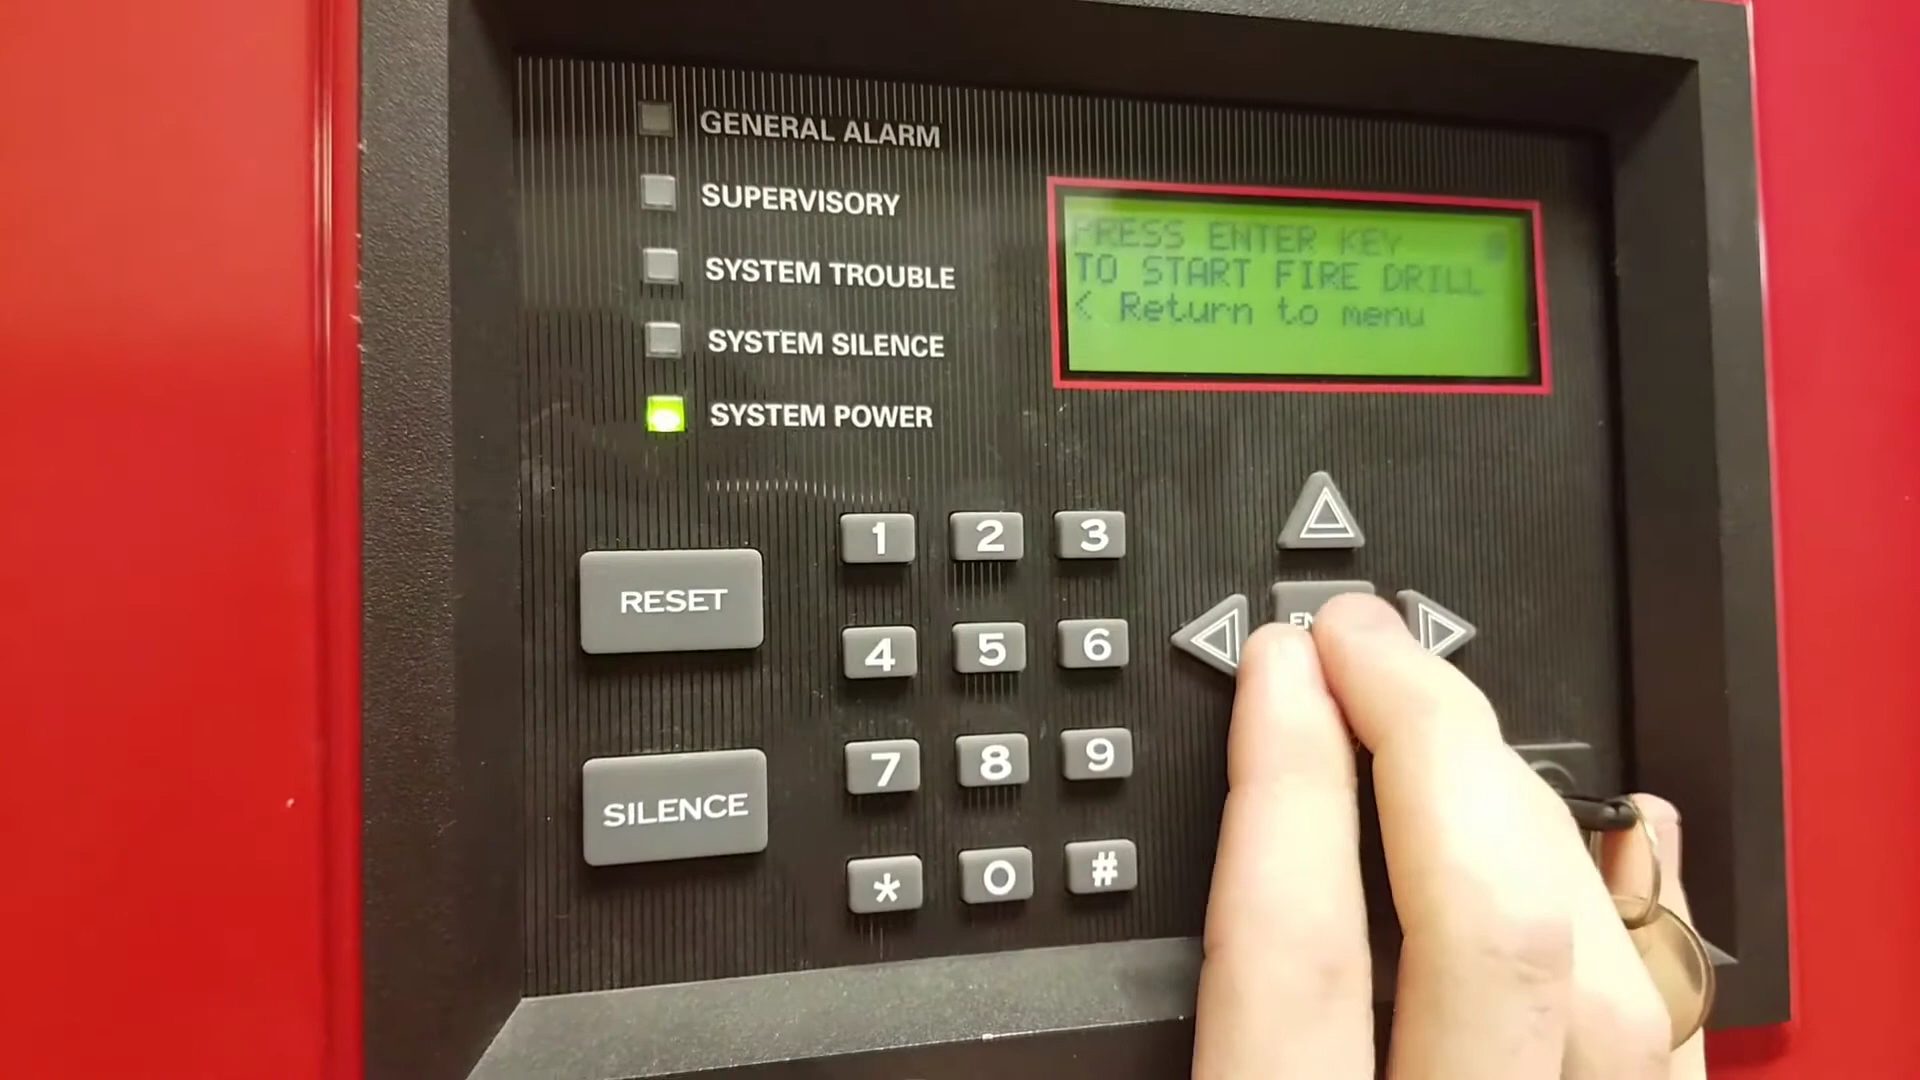 GENERAL ALARM
SUPERVISORY
SYSTEM TROUBLE
SYSTEM SILENCE
SYSTEM POWER
PRESS ENTER KEY
TO START FIRE DRILL
< Return to menu
RESET
SILENCE
1 2 3
4 5 6
7 8 9
* 0 #